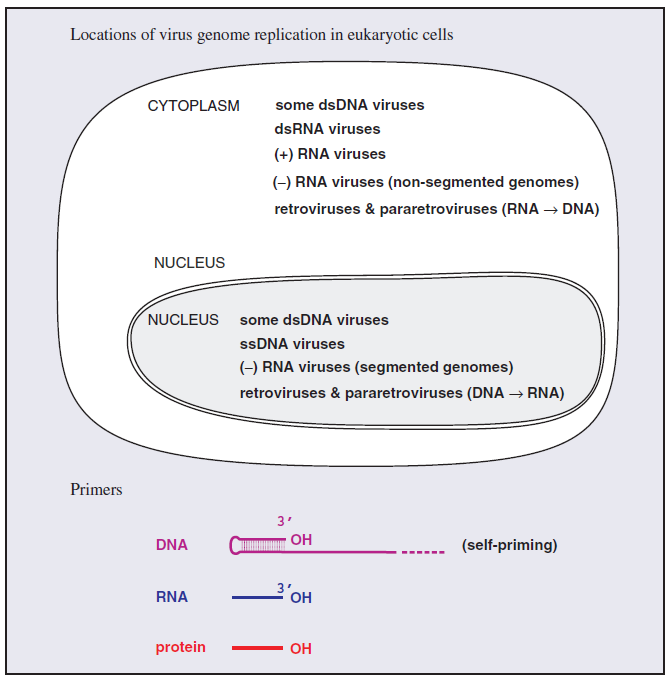 Locations of virus genome replication in eukaryotic cells
CYTOPLASM some dsDNA viruses
dsRNA viruses
(+) RNA viruses
(–) RNA viruses (non-segmented genomes)
retroviruses & pararetroviruses (RNA → DNA)
NUCLEUS
NUCLEUS some dsDNA viruses
ssDNA viruses
(–) RNA viruses (segmented genomes)
retroviruses & pararetroviruses (DNA → RNA)
Primers
3′
DNA OH (self-priming)
3′
RNA OH
protein OH